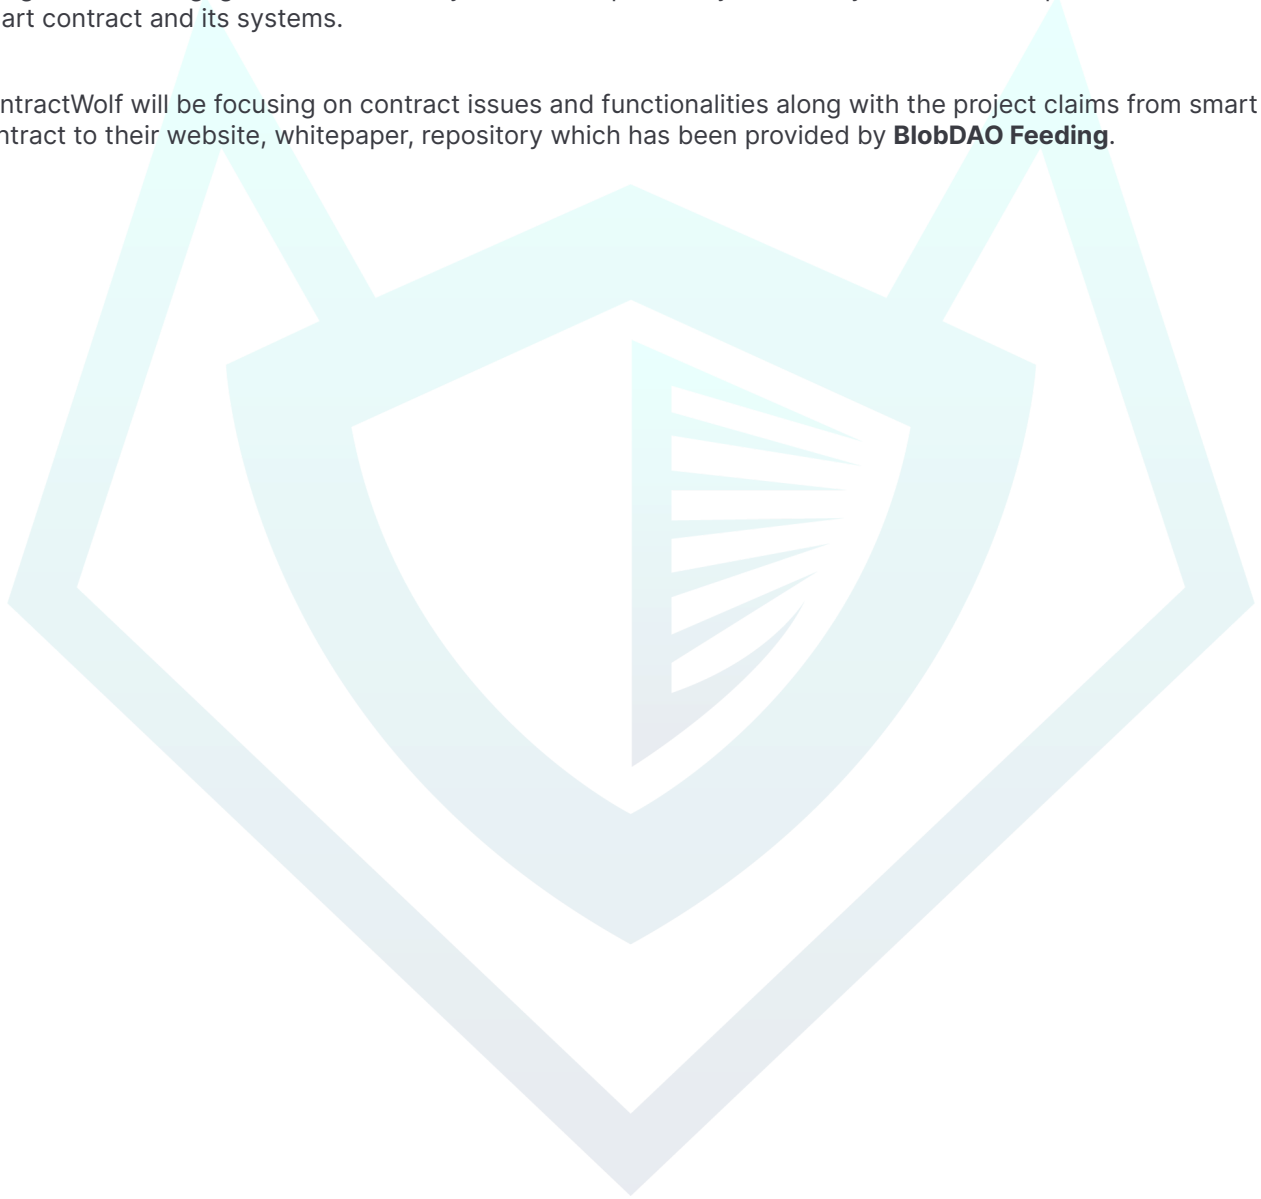 art contract and its systems.
ntractWolf will be focusing on contract issues and functionalities along with the project claims from smart
ntract to their website, whitepaper, repository which has been provided by BlobDAO Feeding.